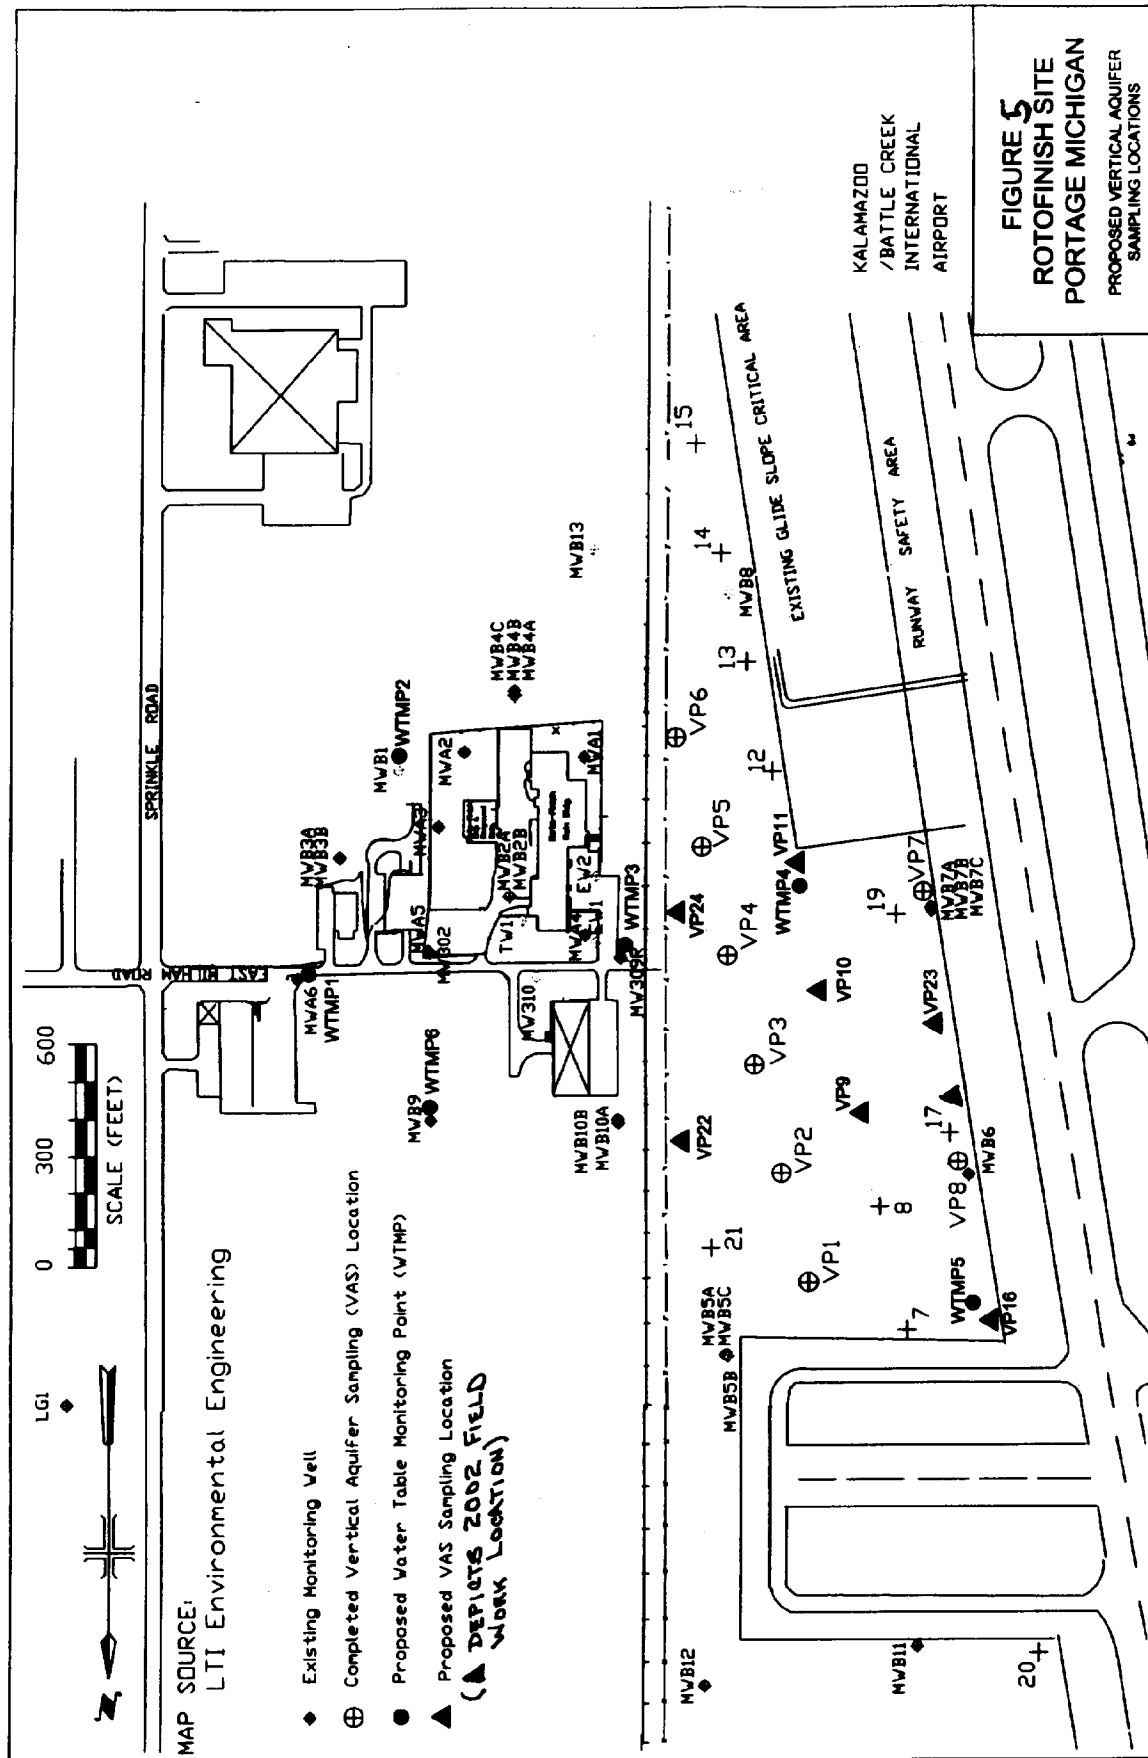 LG1
0 300 600
SCALE (FEET)
MAP SOURCE:
LTI Environmental Engineering
Existing Monitoring Well
Completed Vertical Aquifer Sampling (VAS) Location
Proposed Water Table Monitoring Point (WTMP)
Proposed VAS Sampling Location
(▲ DEPICTS 2002 FIELD
WORK LOCATION)
SPRINKLE ROAD
EAST MILHAM ROAD
MWA6
WTMP1
MWB3A
MWB3B
MWB1
WTMP2
MWA2
MWA3
MWA5
MWB02
MWB9
WTMP6
MWB4C
MWB4B
MWB4A
MWB2A
MWB2B
TW1
MW310
MWB13
MWA1
EW2
MWA4
EW1
WTMP3
MW309R
MWB10B
MWB10A
VP22
VP24
VP6
VP5
VP4
VP3
VP2
VP1
15
14
13
12
MWB8
21
MWB5A
MWB5C
MWB5B
MWB12
EXISTING GLIDE SLOPE CRITICAL AREA
RUNWAY SAFETY AREA
VP11
WTMP4
VP10
VP9
8
7
19
VP7
MWB7A
MWB7B
MWB7C
VP23
17
VP8
MWB6
WTMP5
VP16
MWB11
20
KALAMAZOO
/BATTLE CREEK
INTERNATIONAL
AIRPORT
FIGURE 5
ROTOFINISH SITE
PORTAGE MICHIGAN
PROPOSED VERTICAL AQUIFER
SAMPLING LOCATIONS